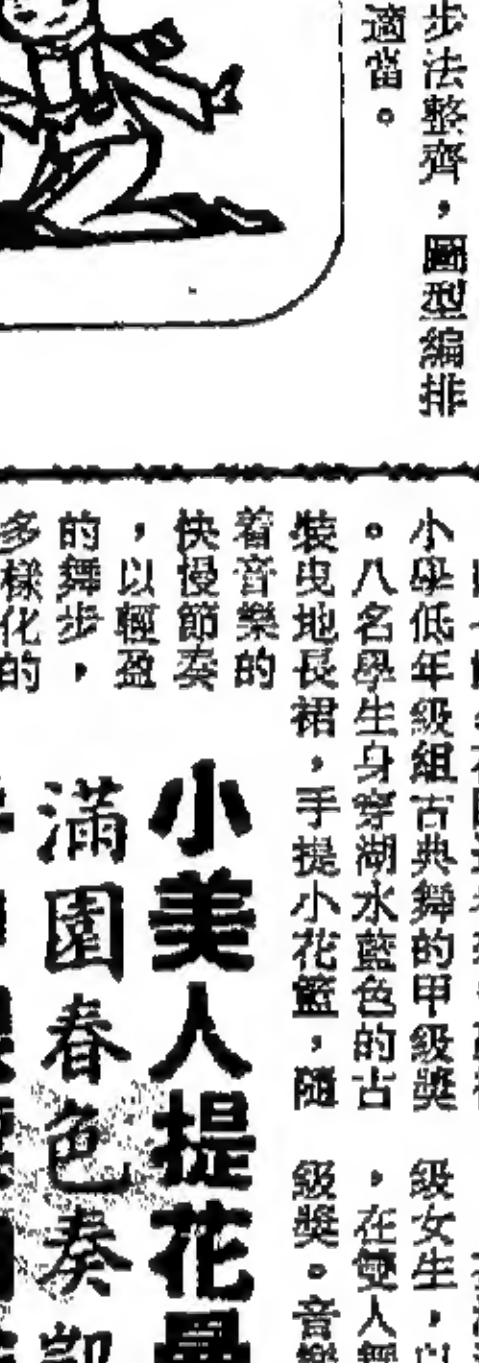 步法整齊，圖型編排
適當。
小學低年級組古典舞的甲級獎
。八名學生身穿湖水藍色的古
裝曳地長裙，手提小花籃，隨
着音樂的
快慢節奏
，以輕盈
的舞步，
多樣化的
小美人提花
滿園春色奏凱
級女生，以
，在雙人舞
級獎。音樂